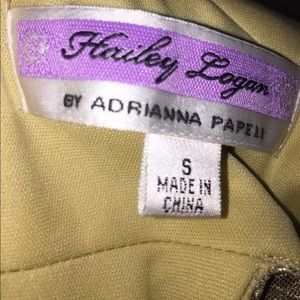 Hailey Logan
BY ADRIANNA PAPELL
S
MADE IN
CHINA